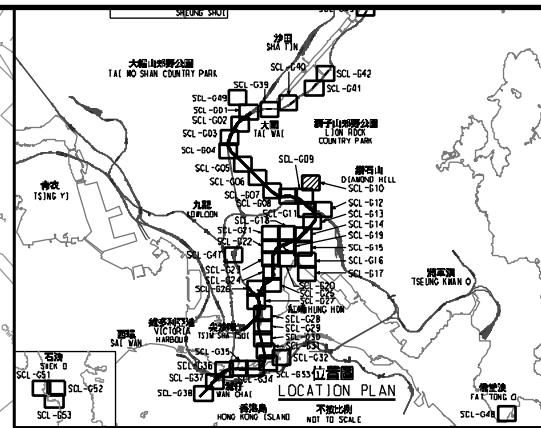 SHEUNG SHUI
沙田
SHA TIN
SCL-G40
SCL-G42
SCL-G39
SCL-G41
大帽山郊野公園
TAI MO SHAN COUNTRY PARK
SCL-G49
SCL-G01
SCL-G02
SCL-G03
SCL-G04
大圍
TAI WAI
獅子山郊野公園
LION ROCK
COUNTRY PARK
SCL-G05
SCL-G06
SCL-G07
SCL-G08
SCL-G09
鑽石山
DIAMOND HILL
SCL-G10
SCL-G11
SCL-G12
SCL-G13
SCL-G14
青衣
TSING YI
九龍
KOWLOON
SCL-G18
SCL-G21
SCL-G22
SCL-G19
SCL-G15
SCL-G16
SCL-G17
SCL-G47
SCL-G23
SCL-G24
SCL-G26
SCL-G20
SCL-G27
HUNG HOM
SCL-G28
SCL-G29
SCL-G30
SCL-G31
SCL-G32
將軍澳
TSEUNG KWAN O
西環
SAI WAN
維多利亞港
VICTORIA
HARBOUR
TSIM SHA TSUI
SCL-G35
SCL-G36
SCL-G37
SCL-G38
SCL-G34
SCL-G33
WAN CHAI
香港島
HONG KONG ISLAND
石澳
SHEK O
SCL-G51
SCL-G52
SCL-G53
位置圖
LOCATION PLAN
不按比例
NOT TO SCALE
FAT TONG O
SCL-G48